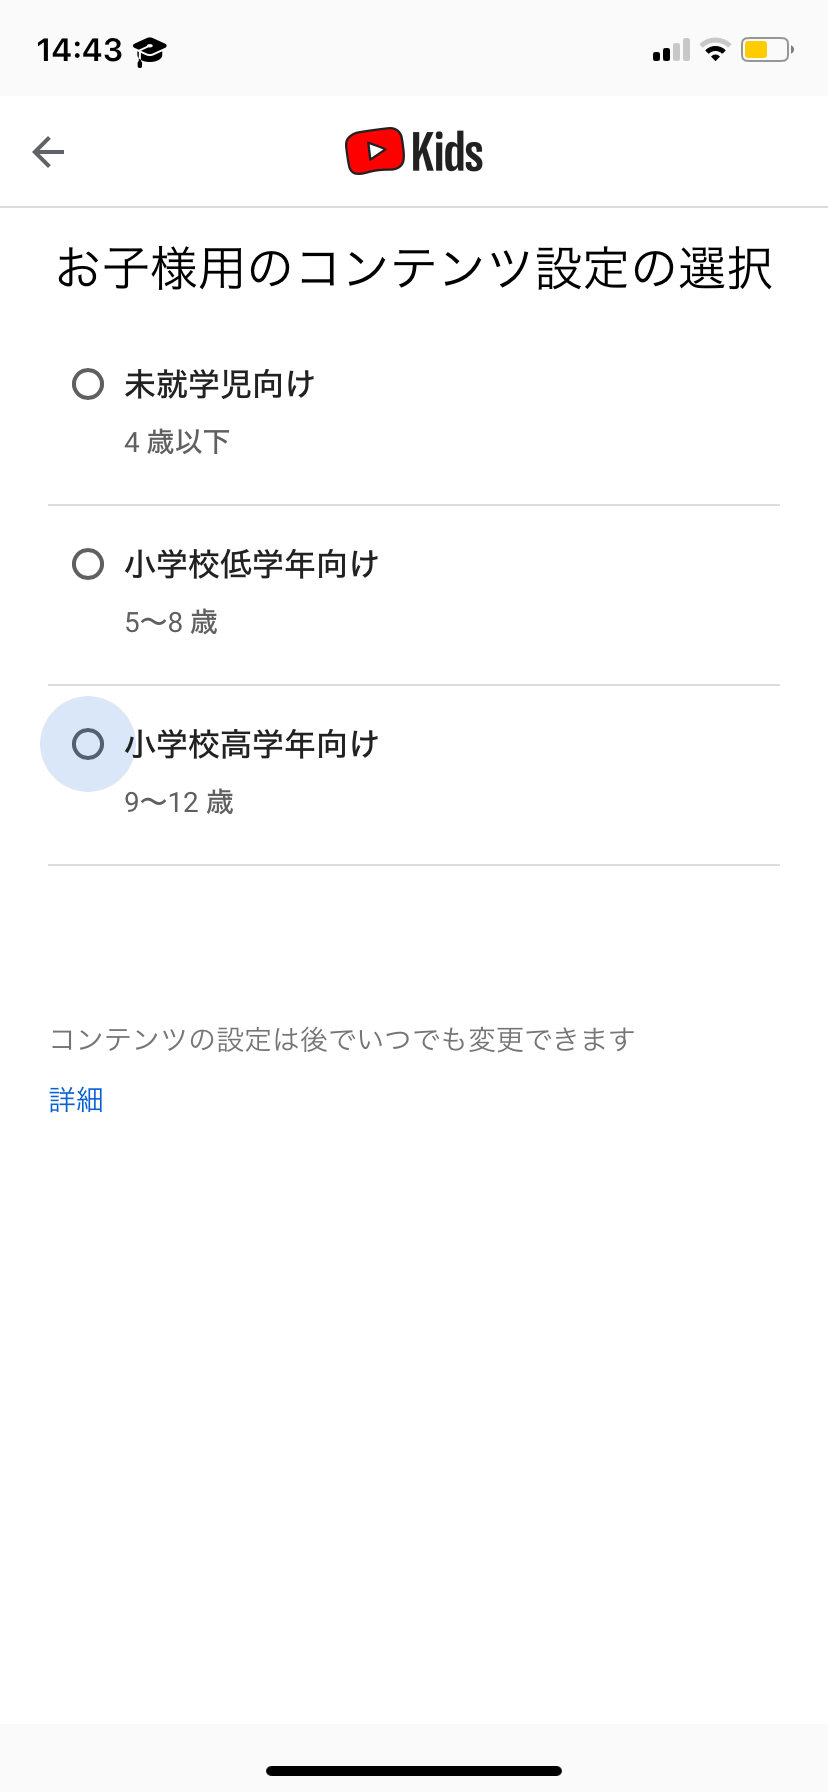 14:43
Kids
お子様用のコンテンツ設定の選択
未就学児向け
4 歳以下
小学校低学年向け
5〜8 歳
小学校高学年向け
9〜12 歳
コンテンツの設定は後でいつでも変更できます
詳細